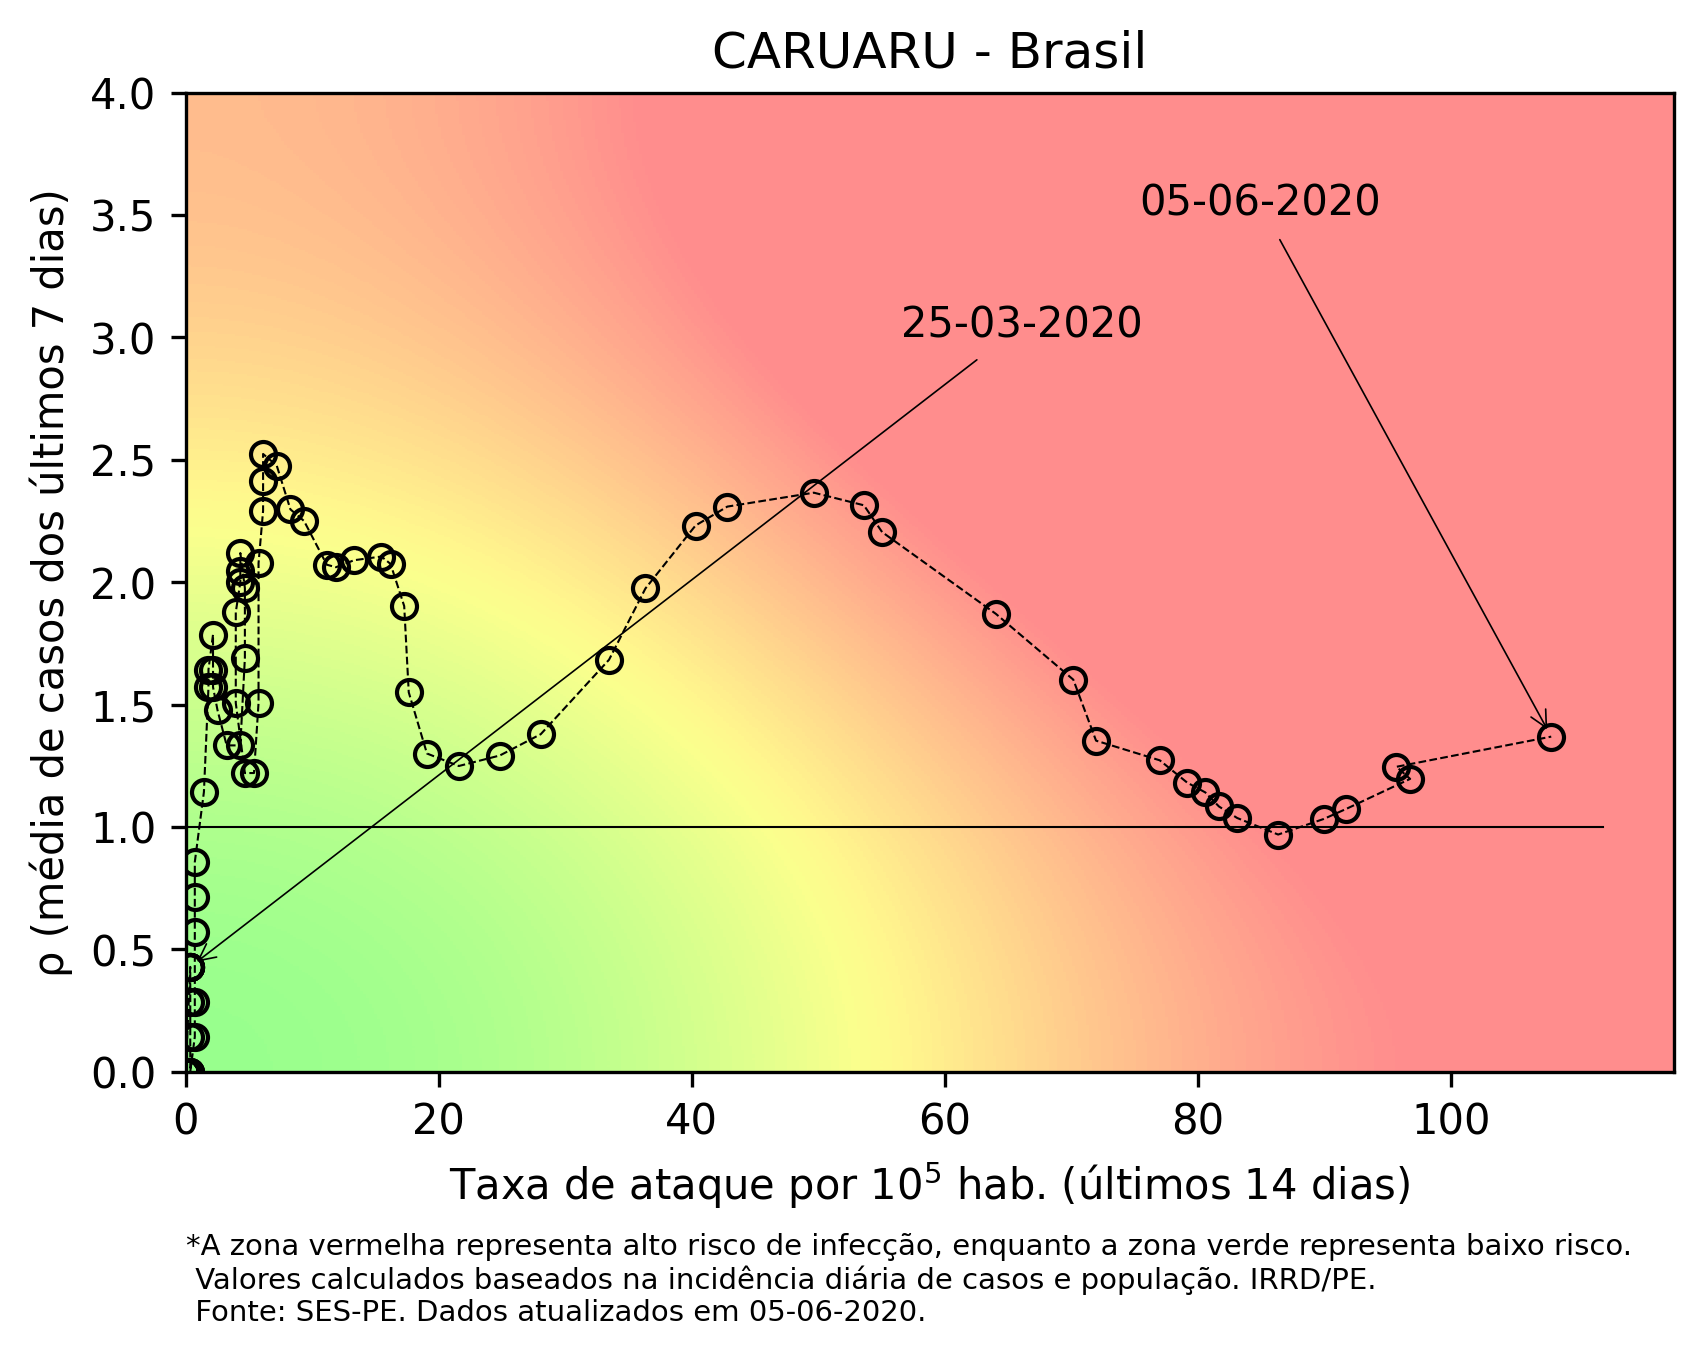 CARUARU - Brasil
4.0
3.5
3.0
2.5
2.0
1.5
1.0
0.5
0.0
ρ (média de casos dos últimos 7 dias)
05-06-2020
25-03-2020
0 20 40 60 80 100
Taxa de ataque por 10⁵ hab. (últimos 14 dias)
*A zona vermelha representa alto risco de infecção, enquanto a zona verde representa baixo risco.
Valores calculados baseados na incidência diária de casos e população. IRRD/PE.
Fonte: SES-PE. Dados atualizados em 05-06-2020.